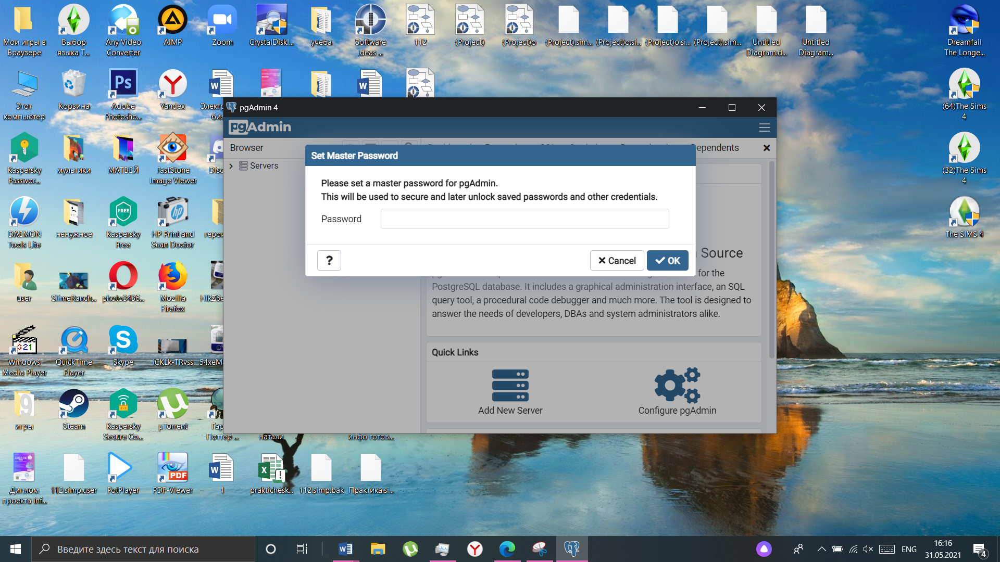 Мои игры в
Браузере
Выбор
языка T...
Any Video
Converter
AIMP
Zoom
CrystalDiskI...
учеба
Software
Ideas ...
112
(Project)
(Project)о
(Project).sim...
(Project)о.si...
(Project)о.si...
(Project).sim...
Untitled
Diagram.d...
Untitled
Diagram...
Dreamfall
The Longe...
Этот
компьютер
Корзина
Ps
Adobe
Photosho...
Yandex
Электр
бил
(64)The Sims
4
pgAdmin 4
pgAdmin
Browser
Dependents
Servers
Set Master Password
Please set a master password for pgAdmin.
This will be used to secure and later unlock saved passwords and other credentials.
Password
?
Cancel
OK
Source
for the
PostgreSQL database. It includes a graphical administration interface, an SQL
query tool, a procedural code debugger and much more. The tool is designed to
answer the needs of developers, DBAs and system administrators alike.
Quick Links
Add New Server
Configure pgAdmin
Kaspersky
Passwor...
мультики
МАТВЕЙ
FastStone
Image Viewer
Disc
(32)The Sims
4
DAEMON
Tools Lite
ненужное
FREE
Kaspersky
Free
HP Print and
Scan Doctor
геро
The SIMS 4
user
SlimeRanch...
photo3436...
Mozilla
Firefox
HIkZ6e
321
Windows
Media Player
QuickTime
Player
Skype
iCKLk-TRvss
54xeM
игры
Steam
Kaspersky
Secure Co...
µTorrent
Гар
Поттер ...
натали
инфо готов...
Диплом
проекта inf...
112.simp.user
PotPlayer
PDF
PDF-Viewer
1
praktichesk...
112.simp.bak
Практика.si...
Введите здесь текст для поиска
ENG
16:16
31.05.2021
4